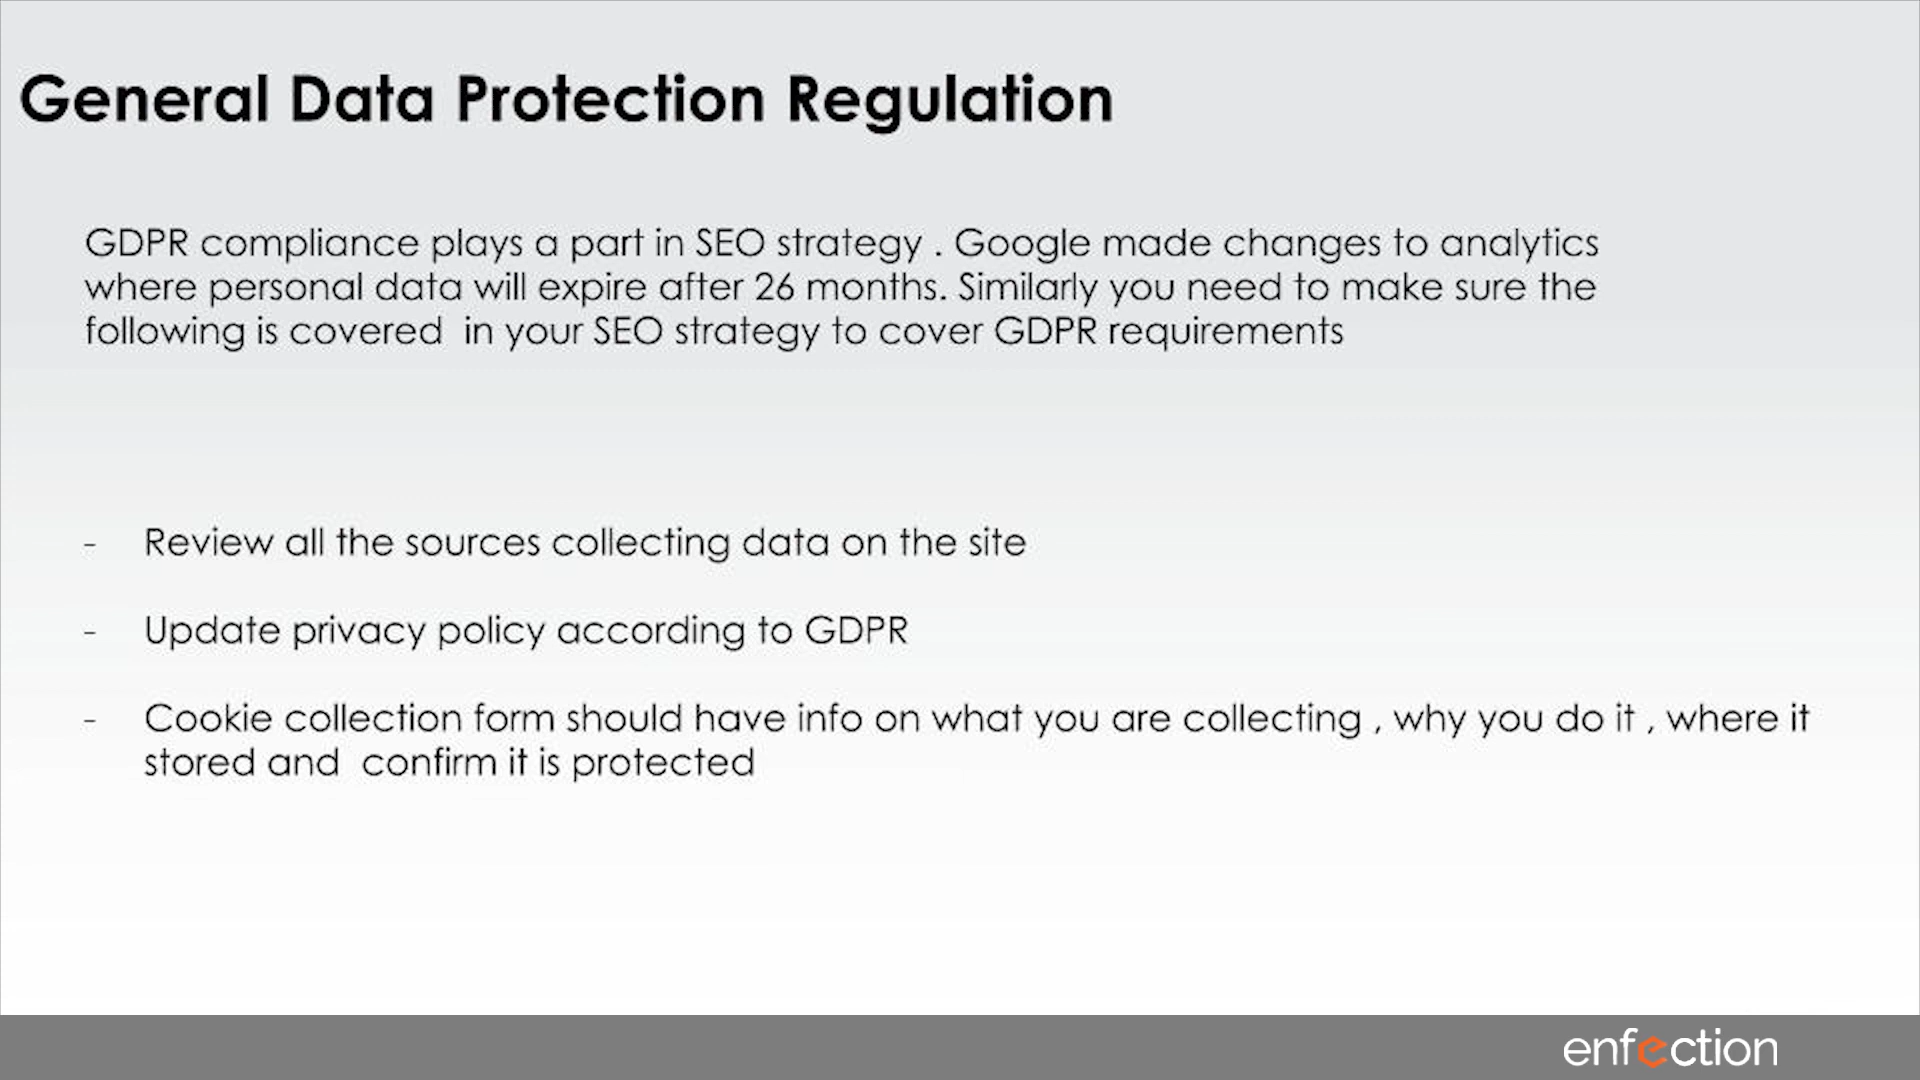 General Data Protection Regulation
GDPR compliance plays a part in SEO strategy . Google made changes to analytics
where personal data will expire after 26 months. Similarly you need to make sure the
following is covered  in your SEO strategy to cover GDPR requirements
- Review all the sources collecting data on the site
- Update privacy policy according to GDPR
- Cookie collection form should have info on what you are collecting , why you do it , where it
stored and  confirm it is protected
enfection